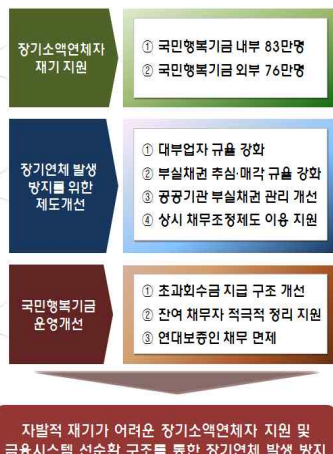 장기소액연체자
재기 지원
① 국민행복기금 내부 83만명
② 국민행복기금 외부 76만명
장기연체 발생
방지를 위한
제도개선
① 대부업자 규율 강화
② 부실채권 추심·매각 규율 강화
③ 공공기관 부실채권 관리 개선
④ 상시 채무조정제도 이용 지원
국민행복기금
운영개선
① 초과회수금 지급 구조 개선
② 잔여 채무자 적극적 정리 지원
③ 연대보증인 채무 면제
자발적 재기가 어려운 장기소액연체자 지원 및
금융시스템 선순환 구조를 통한 장기연체 발생 방지